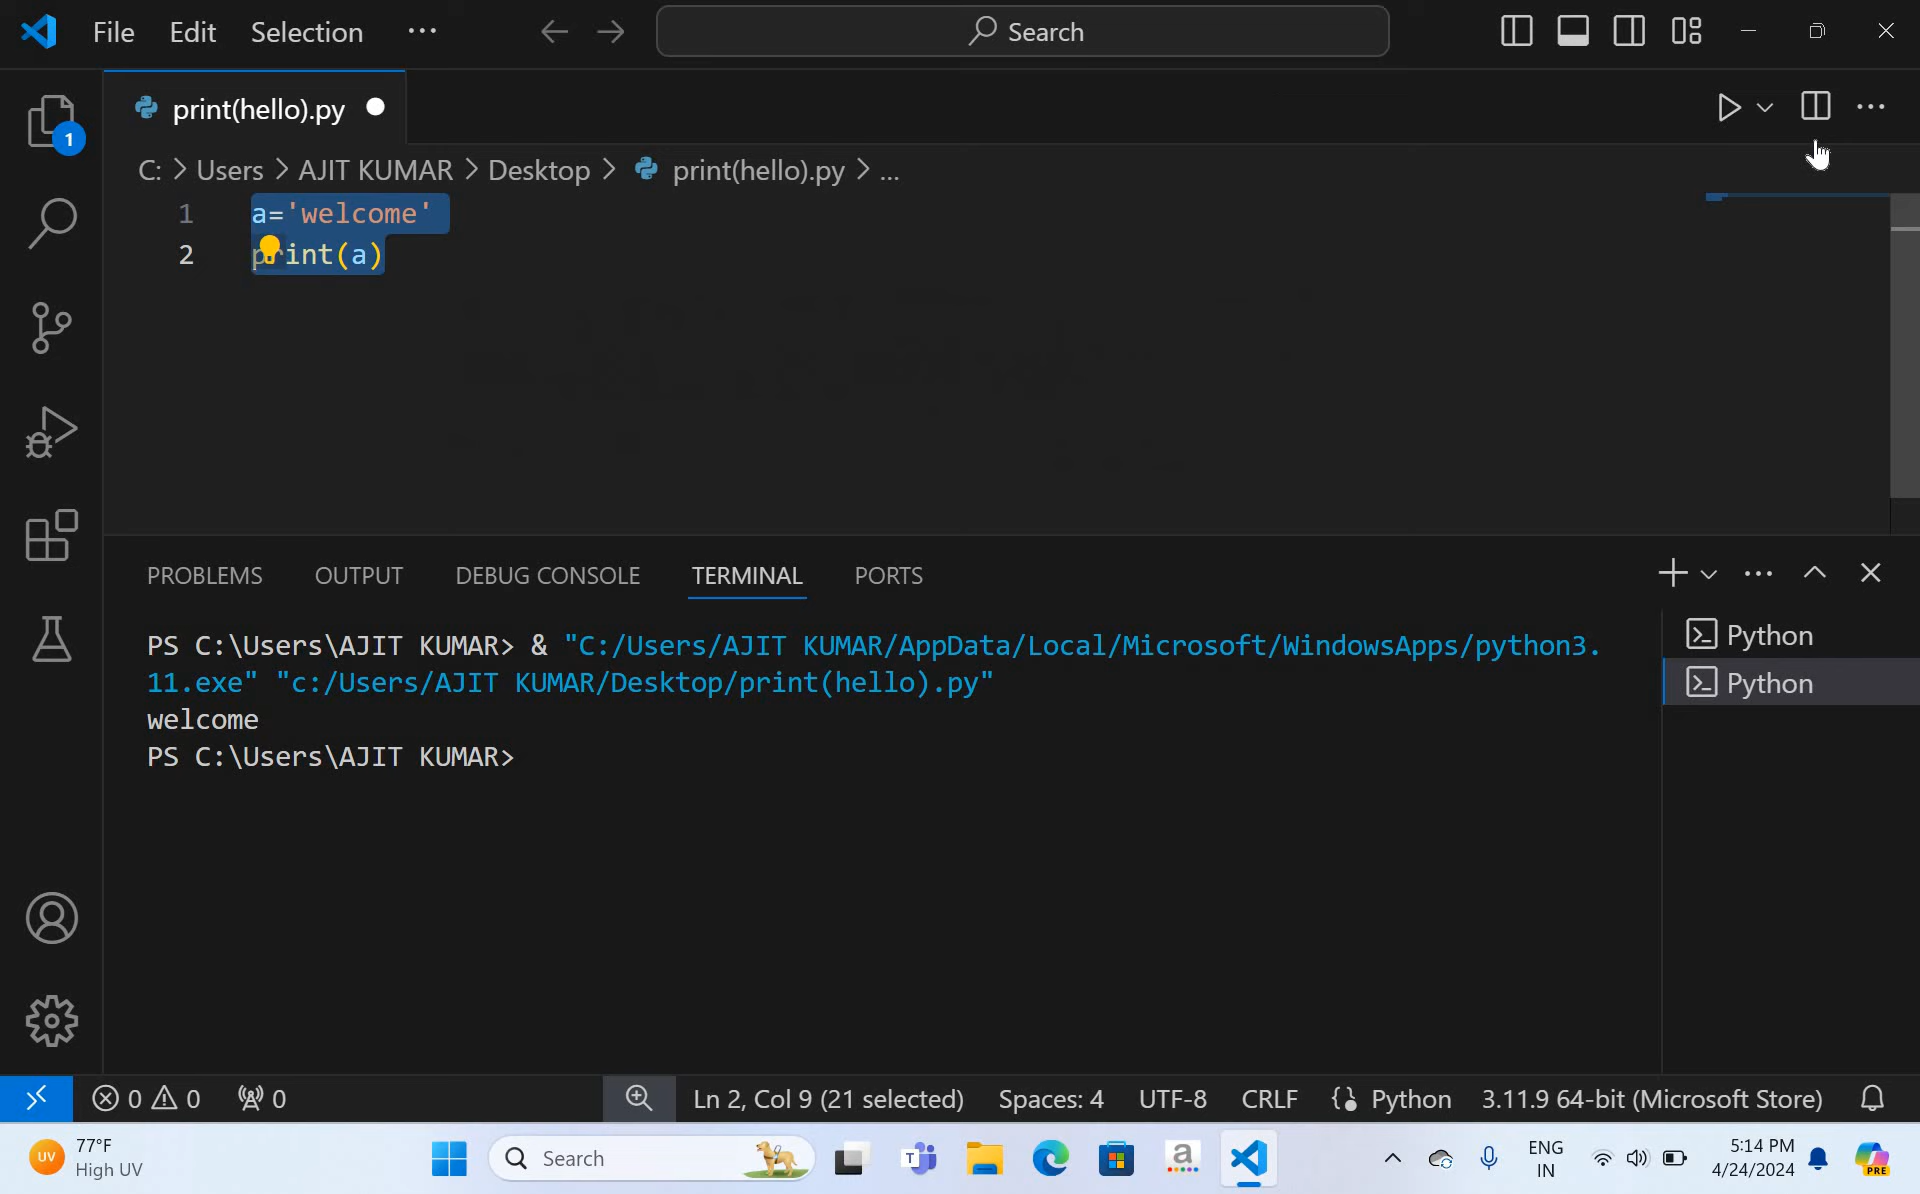 File Edit Selection ··· Search
print(hello).py
1
C: > Users > AJIT KUMAR > Desktop > print(hello).py > ...
1 a='welcome'
2 print(a)
PROBLEMS OUTPUT DEBUG CONSOLE TERMINAL PORTS
PS C:\Users\AJIT KUMAR> & "C:/Users/AJIT KUMAR/AppData/Local/Microsoft/WindowsApps/python3.
11.exe" "c:/Users/AJIT KUMAR/Desktop/print(hello).py"
welcome
PS C:\Users\AJIT KUMAR>
Python
Python
0 0 0 Ln 2, Col 9 (21 selected) Spaces: 4 UTF-8 CRLF Python 3.11.9 64-bit (Microsoft Store)
UV
77°F
High UV
Search
T
a
ENG
IN
5:14 PM
4/24/2024
PRE